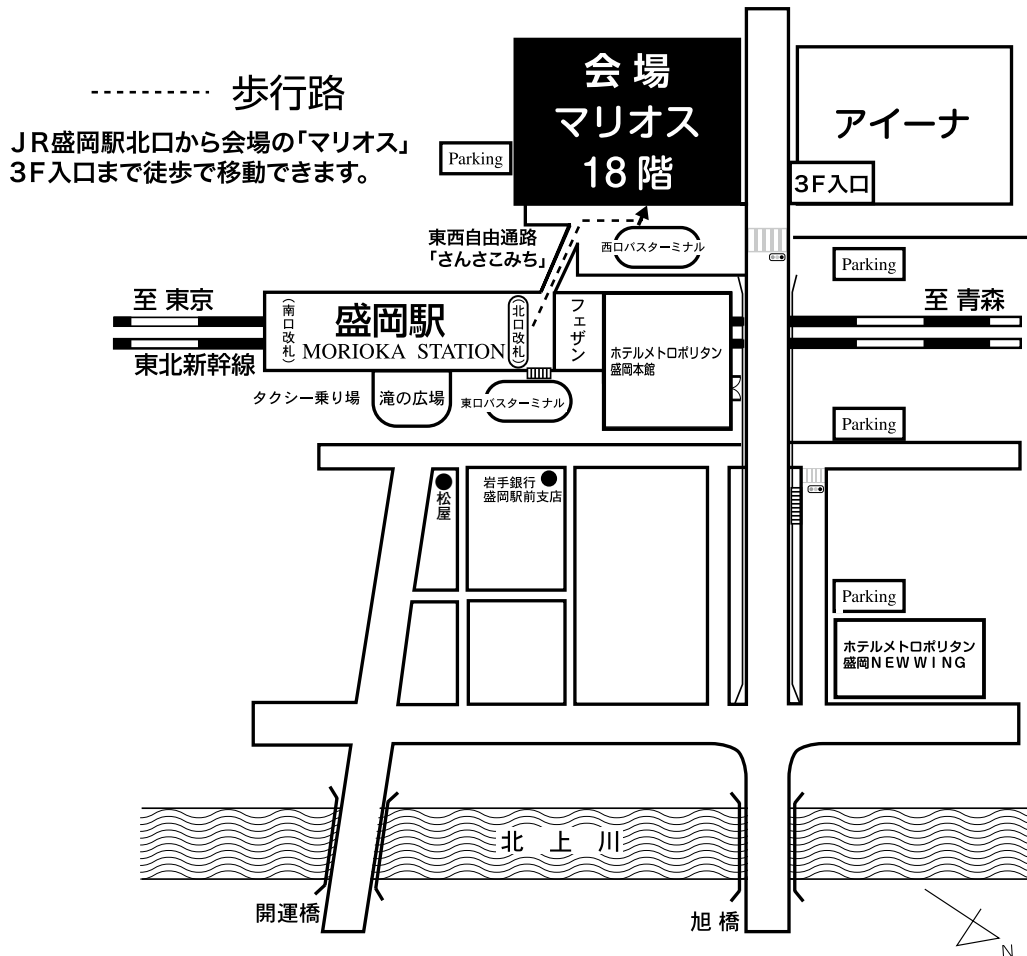 歩行路
JR盛岡駅北口から会場の「マリオス」
3F入口まで徒歩で移動できます。
会場
マリオス
18階
アイーナ
3F入口
Parking
東西自由通路
「さんさこみち」
西口バスターミナル
Parking
至 東京
至 青森
東北新幹線
（南口改札）
盛岡駅
MORIOKA STATION
（北口改札）
フェザン
ホテルメトロポリタン
盛岡本館
タクシー乗り場
滝の広場
東口バスターミナル
Parking
松屋
岩手銀行
盛岡駅前支店
Parking
ホテルメトロポリタン
盛岡NEW WING
北上川
開運橋
旭橋
N